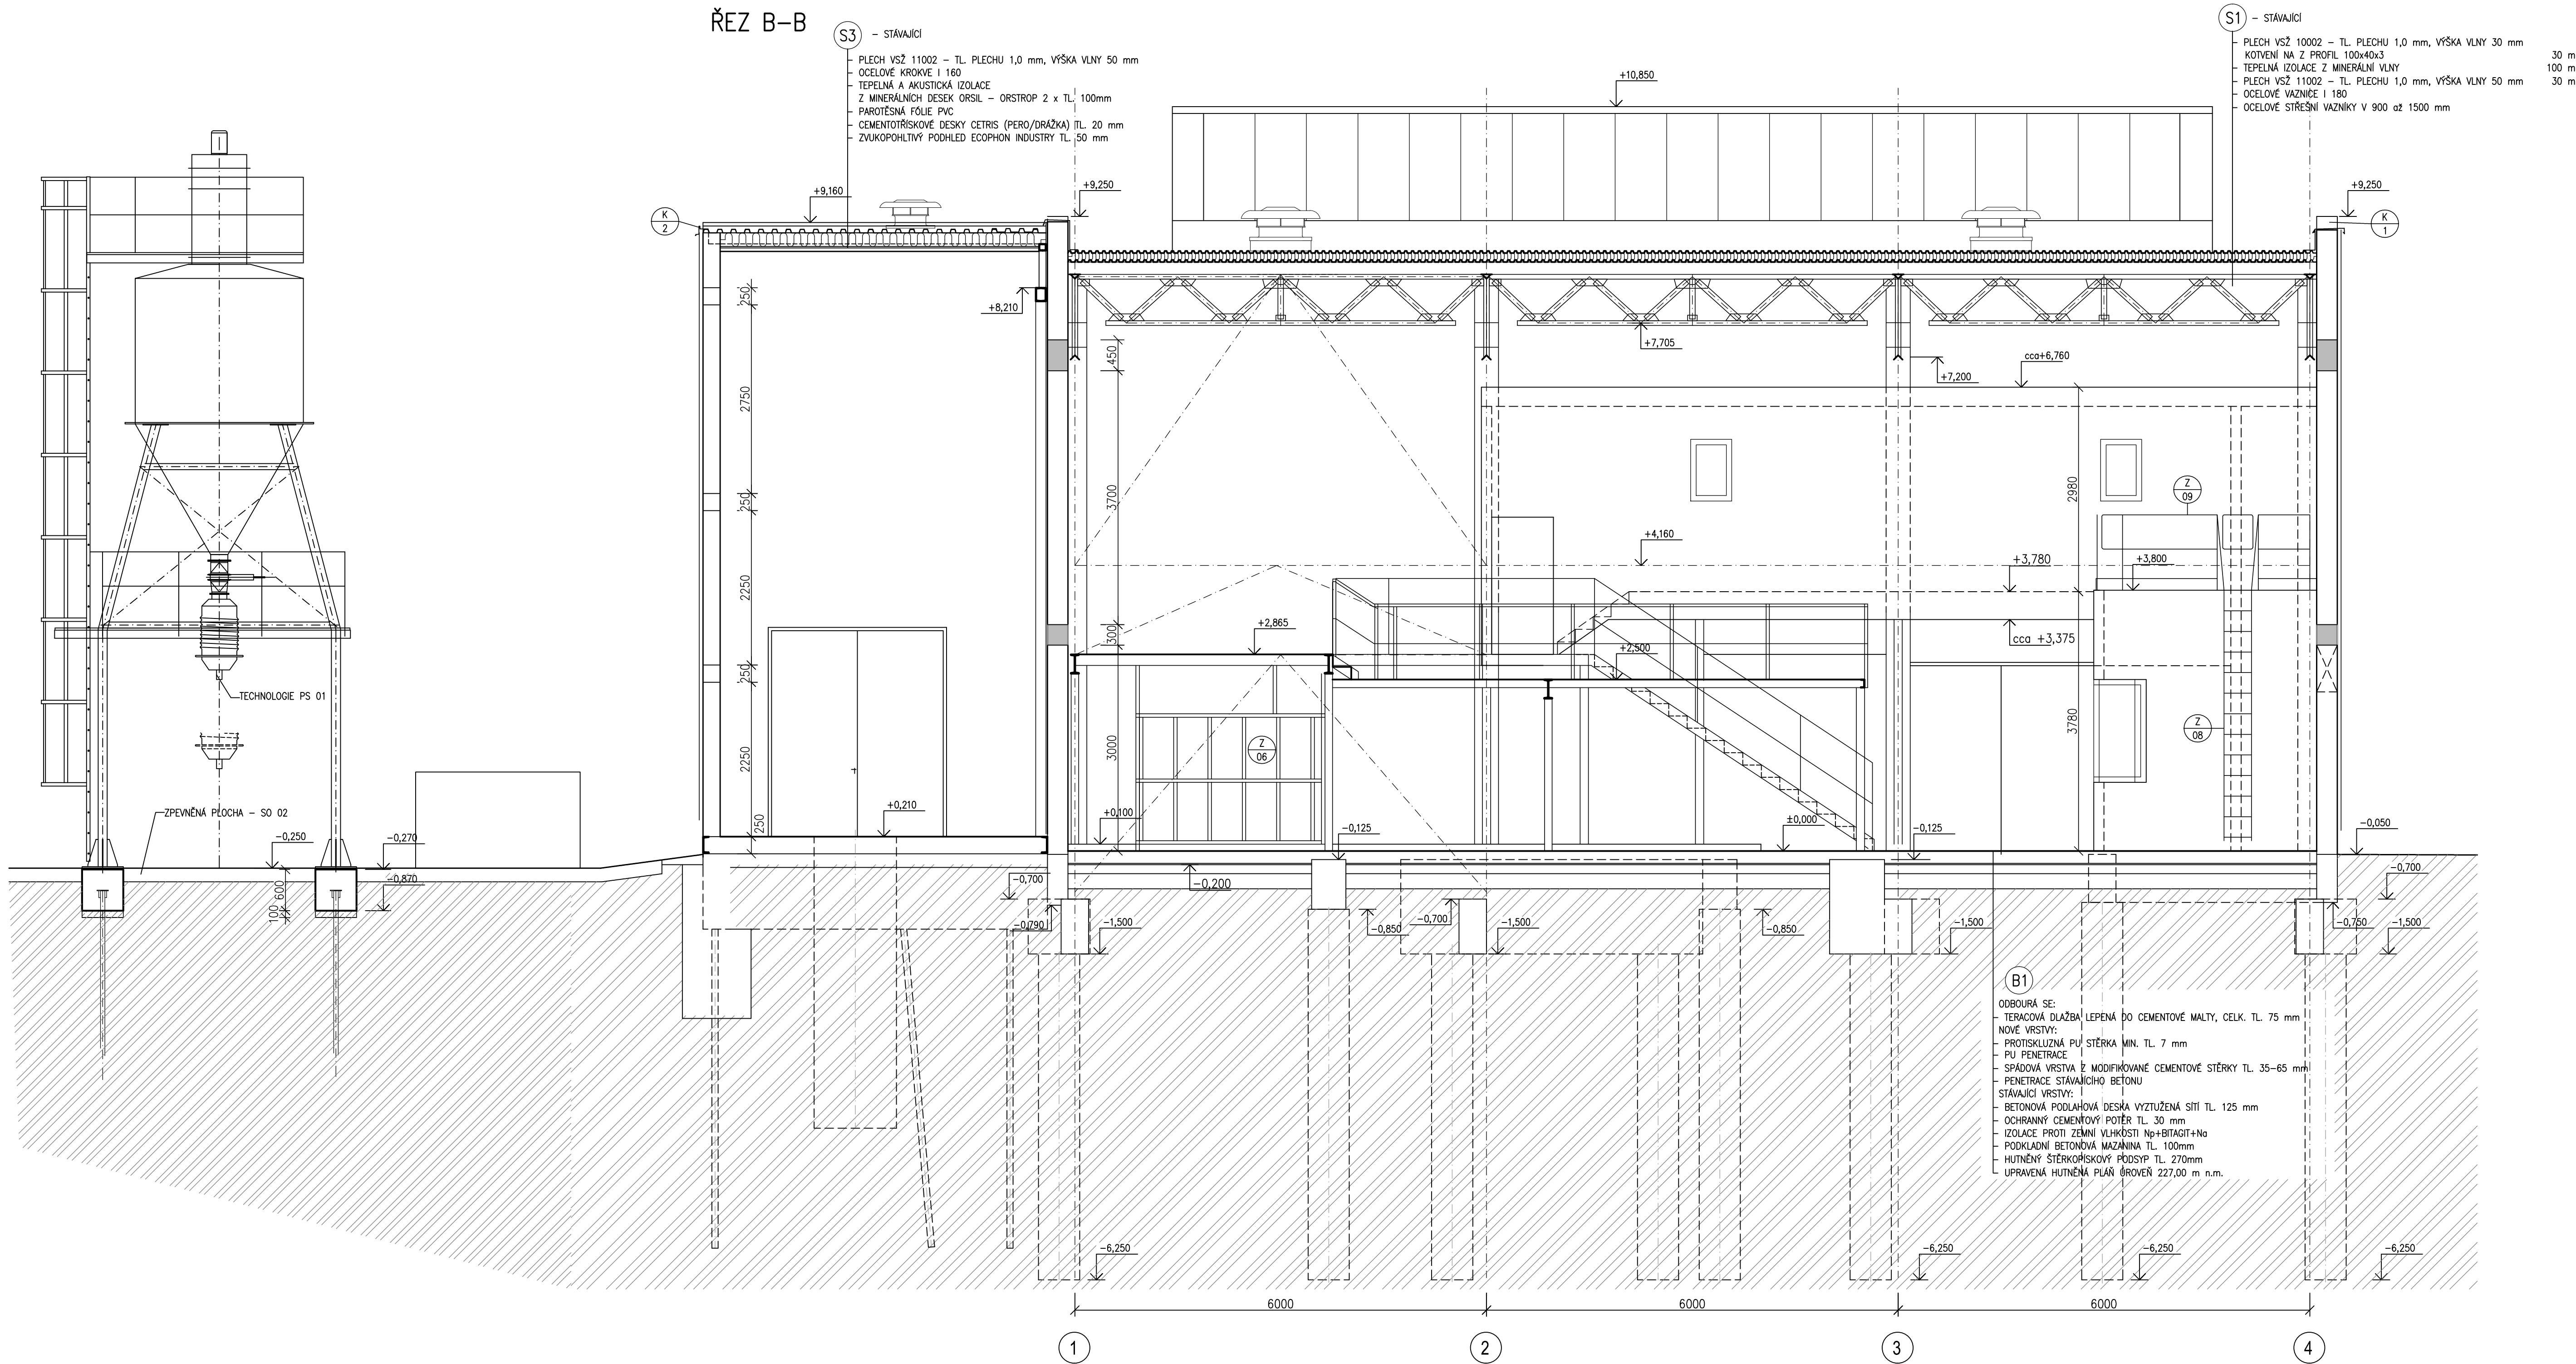 ŘEZ B-B
S3 - STÁVAJÍCÍ
- PLECH VSŽ 11002 - TL. PLECHU 1,0 mm, VÝŠKA VLNY 50 mm
- OCELOVÉ KROKVE I 160
- TEPELNÁ A AKUSTICKÁ IZOLACE
Z MINERÁLNÍCH DESEK ORSIL - ORSTROP 2 x TL. 100mm
- PAROTĚSNÁ FÓLIE PVC
- CEMENTOTŘÍSKOVÉ DESKY CETRIS (PERO/DRÁŽKA) TL. 20 mm
- ZVUKOPOHLTIVÝ PODHLED ECOPHON INDUSTRY TL. 50 mm
S1 - STÁVAJÍCÍ
- PLECH VSŽ 10002 - TL. PLECHU 1,0 mm, VÝŠKA VLNY 30 mm
KOTVENÍ NA Z PROFIL 100x40x3 30 m
- TEPELNÁ IZOLACE Z MINERÁLNÍ VLNY 100 m
- PLECH VSŽ 11002 - TL. PLECHU 1,0 mm, VÝŠKA VLNY 50 mm 30 m
- OCELOVÉ VAZNICE I 180
- OCELOVÉ STŘEŠNÍ VAZNÍKY V 900 až 1500 mm
+10,850
+9,160
+9,250
+9,250
K
2
K
1
250
+8,210
+7,705
450
cca+6,760
+7,200
2750
3700
2980
Z
09
250
+4,160
+3,780
+3,800
2250
300
+2,865
cca +3,375
+2,500
250
TECHNOLOGIE PS 01
Z
06
Z
08
3780
2250
3000
ZPEVNĚNÁ PLOCHA - SO 02
+0,210
+0,100
250
±0,000
-0,050
-0,250
-0,270
-0,125
-0,125
600
-0,870
100
-0,700
-0,200
-0,700
-0,790
-1,500
-0,850
-0,700
-1,500
-0,850
-1,500
-0,750
-1,500
B1
ODBOURÁ SE:
- TERACOVÁ DLAŽBA LEPENÁ DO CEMENTOVÉ MALTY, CELK. TL. 75 mm
NOVÉ VRSTVY:
- PROTISKLUZNÁ PU STĚRKA MIN. TL. 7 mm
- PU PENETRACE
- SPÁDOVÁ VRSTVA Z MODIFIKOVANÉ CEMENTOVÉ STĚRKY TL. 35-65 mm
- PENETRACE STÁVAJÍCÍHO BETONU
STÁVAJÍCÍ VRSTVY:
- BETONOVÁ PODLAHOVÁ DESKA VYZTUŽENÁ SÍTÍ TL. 125 mm
- OCHRANNÝ CEMENTOVÝ POTĚR TL. 30 mm
- IZOLACE PROTI ZEMNÍ VLHKOSTI Np+BITAGIT+Na
- PODKLADNÍ BETONOVÁ MAZANINA TL. 100mm
- HUTNĚNÝ ŠTĚRKOPÍSKOVÝ PODSYP TL. 270mm
- UPRAVENÁ HUTNĚNÁ PLÁŇ ÚROVEŇ 227,00 m n.m.
-6,250
-6,250
-6,250
-6,250
6000
6000
6000
1
2
3
4